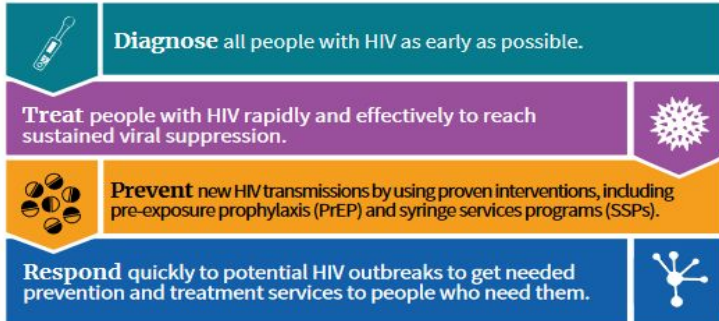 Diagnose all people with HIV as early as possible.
Treat people with HIV rapidly and effectively to reach
sustained viral suppression.
Prevent new HIV transmissions by using proven interventions, including
pre-exposure prophylaxis (PrEP) and syringe services programs (SSPs).
Respond quickly to potential HIV outbreaks to get needed
prevention and treatment services to people who need them.